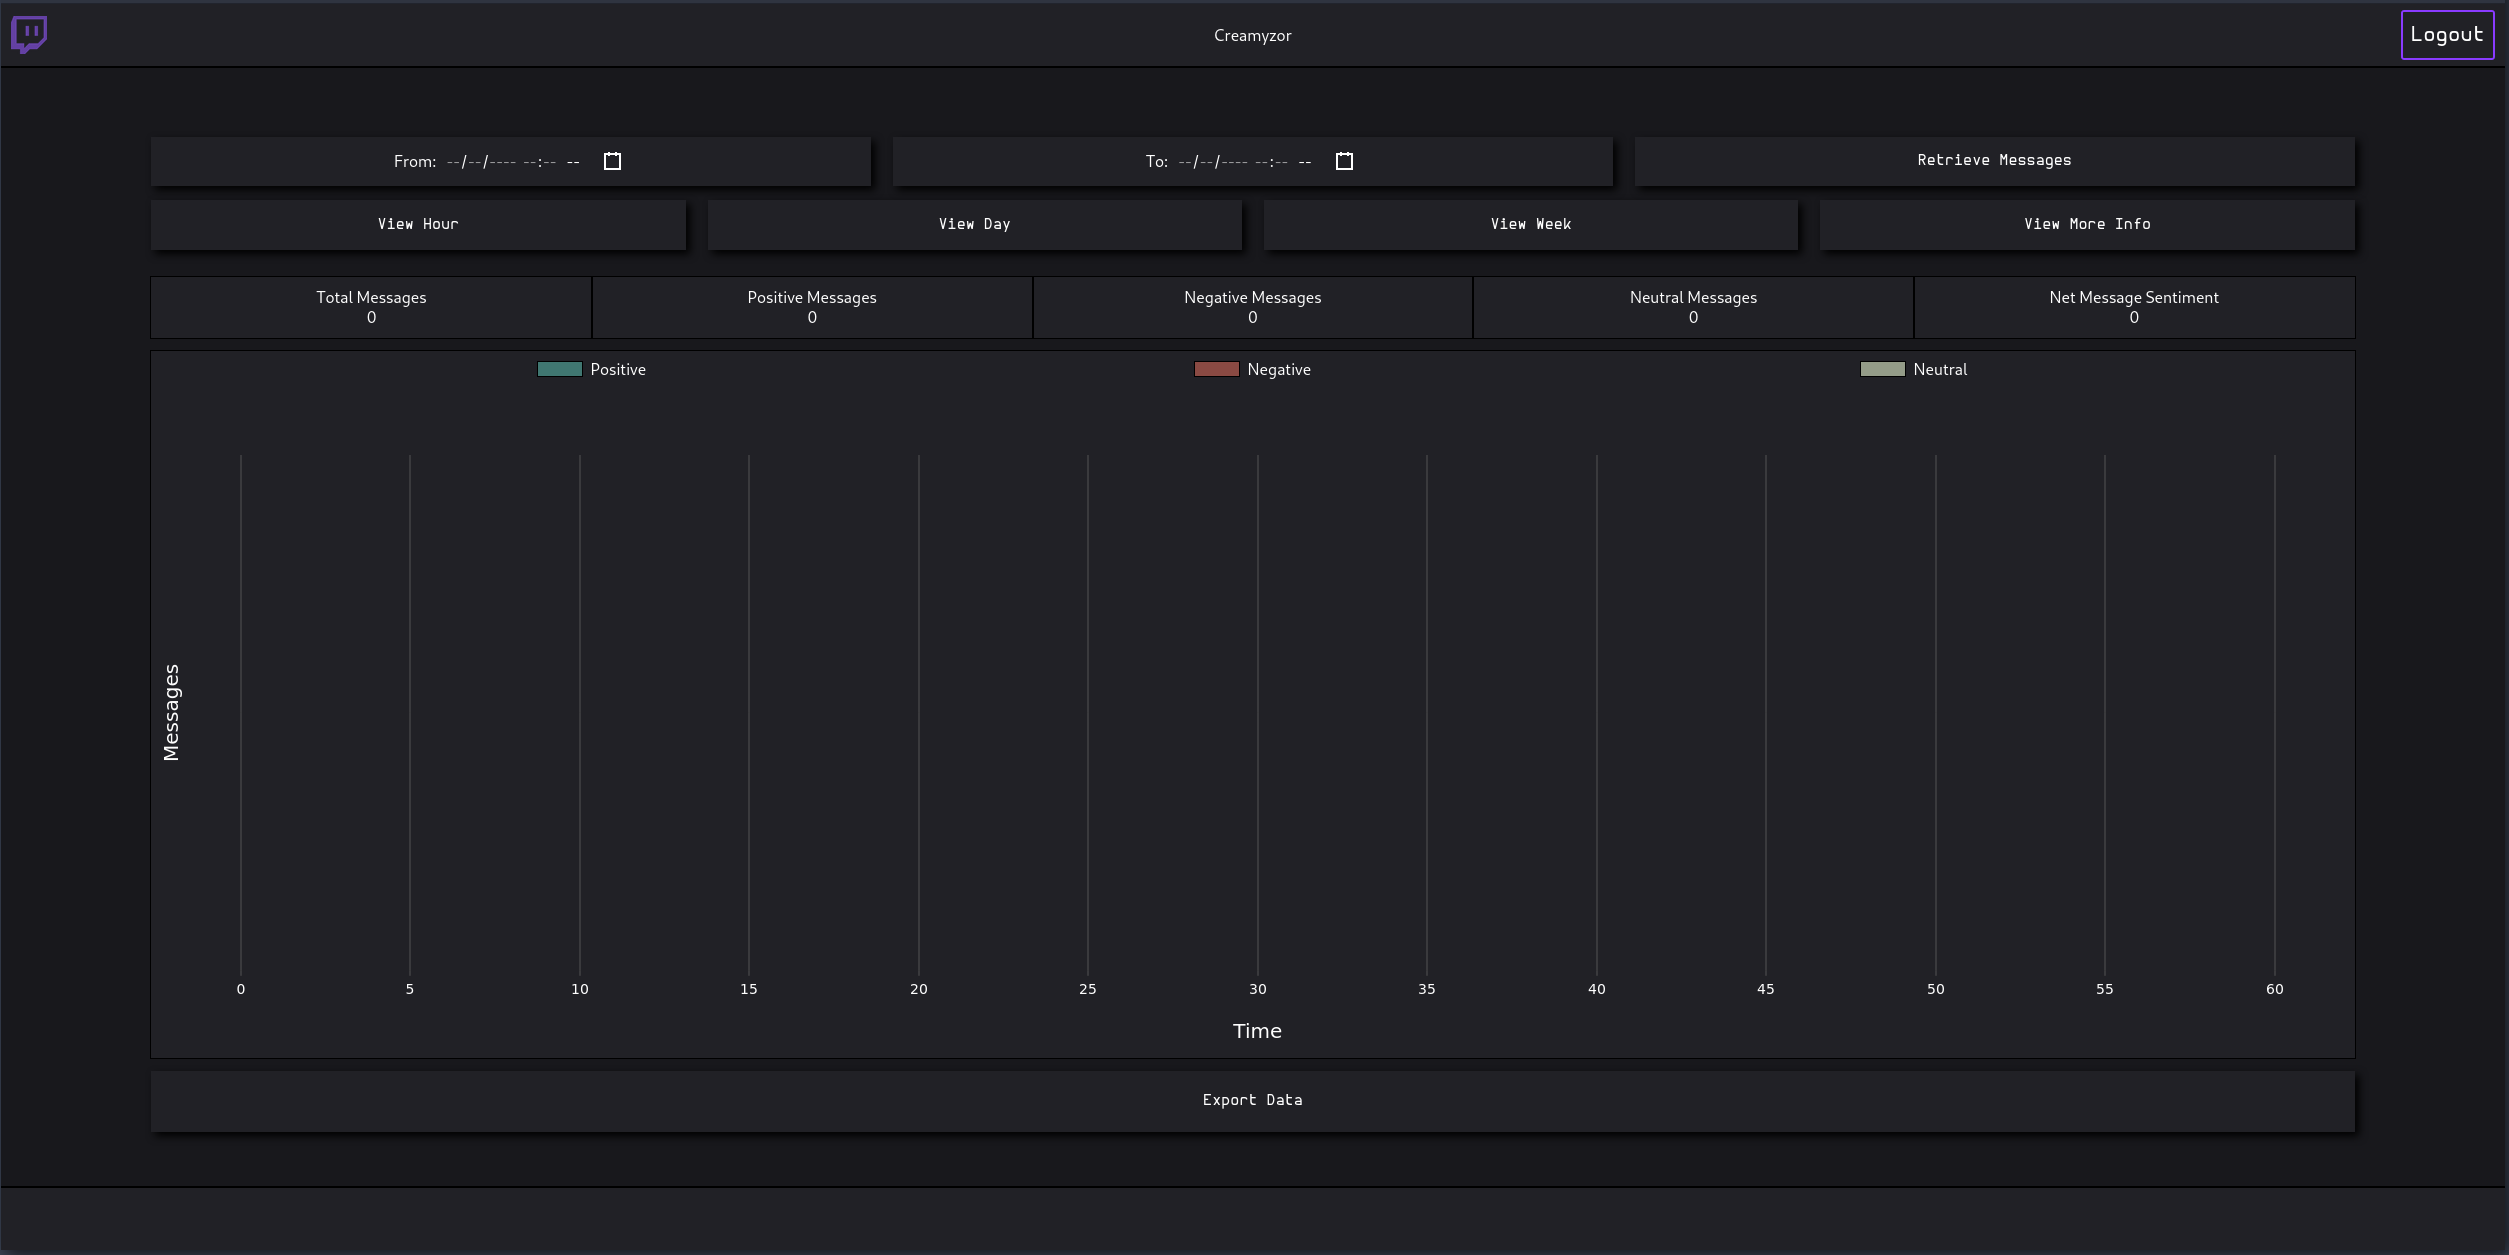 Creamyzor
Logout
From: --/--/---- --:-- --
To: --/--/---- --:-- --
Retrieve Messages
View Hour
View Day
View Week
View More Info
Total Messages
0
Positive Messages
0
Negative Messages
0
Neutral Messages
0
Net Message Sentiment
0
Positive
Negative
Neutral
Messages
0 5 10 15 20 25 30 35 40 45 50 55 60
Time
Export Data